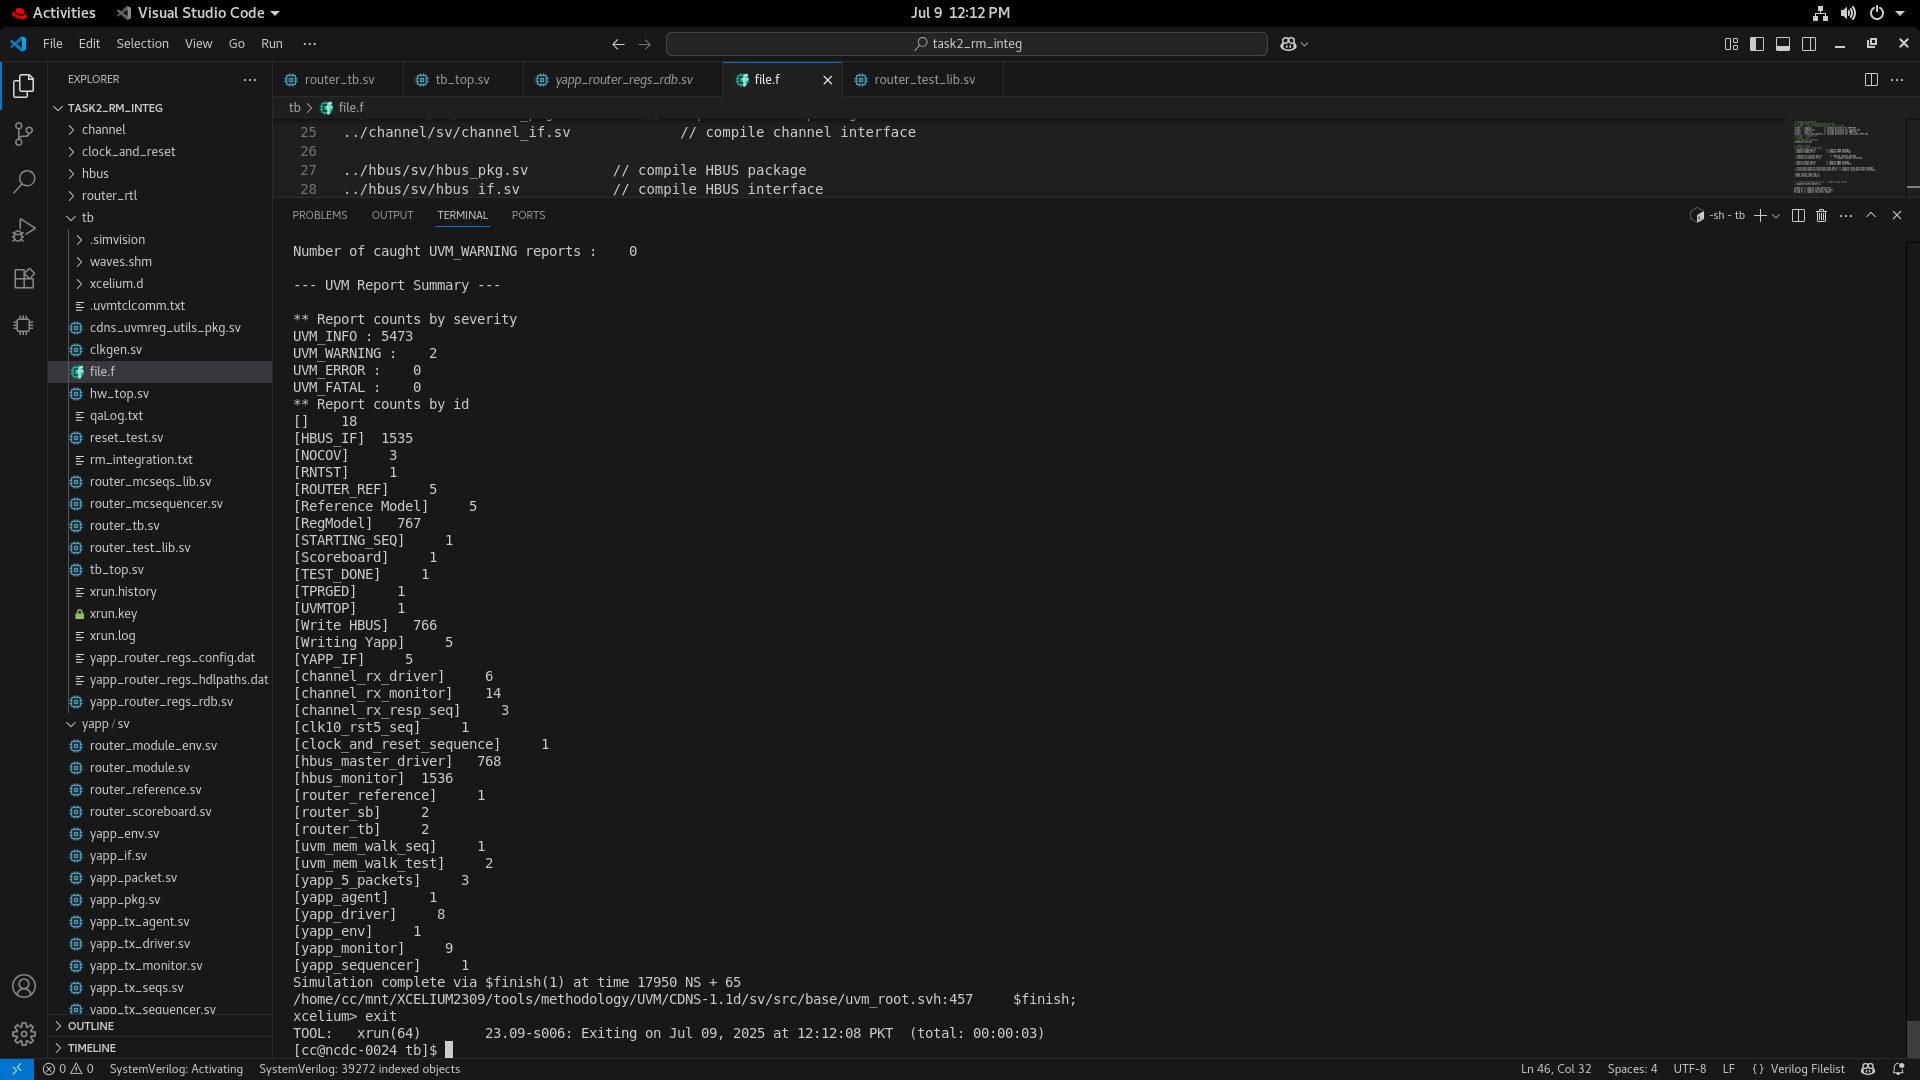 Activities Visual Studio Code Jul 9 12:12 PM
File Edit Selection View Go Run ··· task2_rm_integ
EXPLORER ···
TASK2_RM_INTEG
channel
clock_and_reset
hbus
router_rtl
tb
.simvision
waves.shm
xcelium.d
.uvmtclcomm.txt
cdns_uvmreg_utils_pkg.sv
clkgen.sv
file.f
hw_top.sv
qaLog.txt
reset_test.sv
rm_integration.txt
router_mcseqs_lib.sv
router_mcsequencer.sv
router_tb.sv
router_test_lib.sv
tb_top.sv
xrun.history
xrun.key
xrun.log
yapp_router_regs_config.dat
yapp_router_regs_hdlpaths.dat
yapp_router_regs_rdb.sv
yapp / sv
router_module_env.sv
router_module.sv
router_reference.sv
router_scoreboard.sv
yapp_env.sv
yapp_if.sv
yapp_packet.sv
yapp_pkg.sv
yapp_tx_agent.sv
yapp_tx_driver.sv
yapp_tx_monitor.sv
yapp_tx_seqs.sv
yapp_tx_sequencer.sv
OUTLINE
TIMELINE
router_tb.sv tb_top.sv yapp_router_regs_rdb.sv file.f router_test_lib.sv
tb > file.f
25 ../channel/sv/channel_if.sv // compile channel interface
26
27 ../hbus/sv/hbus_pkg.sv // compile HBUS package
28 ../hbus/sv/hbus_if.sv // compile HBUS interface
PROBLEMS OUTPUT TERMINAL PORTS -sh - tb
Number of caught UVM_WARNING reports : 0
--- UVM Report Summary ---
** Report counts by severity
UVM_INFO : 5473
UVM_WARNING : 2
UVM_ERROR : 0
UVM_FATAL : 0
** Report counts by id
[] 18
[HBUS_IF] 1535
[NOCOV] 3
[RNTST] 1
[ROUTER_REF] 5
[Reference Model] 5
[RegModel] 767
[STARTING_SEQ] 1
[Scoreboard] 1
[TEST_DONE] 1
[TPRGED] 1
[UVMTOP] 1
[Write HBUS] 766
[Writing Yapp] 5
[YAPP_IF] 5
[channel_rx_driver] 6
[channel_rx_monitor] 14
[channel_rx_resp_seq] 3
[clk10_rst5_seq] 1
[clock_and_reset_sequence] 1
[hbus_master_driver] 768
[hbus_monitor] 1536
[router_reference] 1
[router_sb] 2
[router_tb] 2
[uvm_mem_walk_seq] 1
[uvm_mem_walk_test] 2
[yapp_5_packets] 3
[yapp_agent] 1
[yapp_driver] 8
[yapp_env] 1
[yapp_monitor] 9
[yapp_sequencer] 1
Simulation complete via $finish(1) at time 17950 NS + 65
/home/cc/mnt/XCELIUM2309/tools/methodology/UVM/CDNS-1.1d/sv/src/base/uvm_root.svh:457 $finish;
xcelium> exit
TOOL: xrun(64) 23.09-s006: Exiting on Jul 09, 2025 at 12:12:08 PKT (total: 00:00:03)
[cc@ncdc-0024 tb]$
0 0 SystemVerilog: Activating SystemVerilog: 39272 indexed objects Ln 46, Col 32 Spaces: 4 UTF-8 LF { } Verilog Filelist